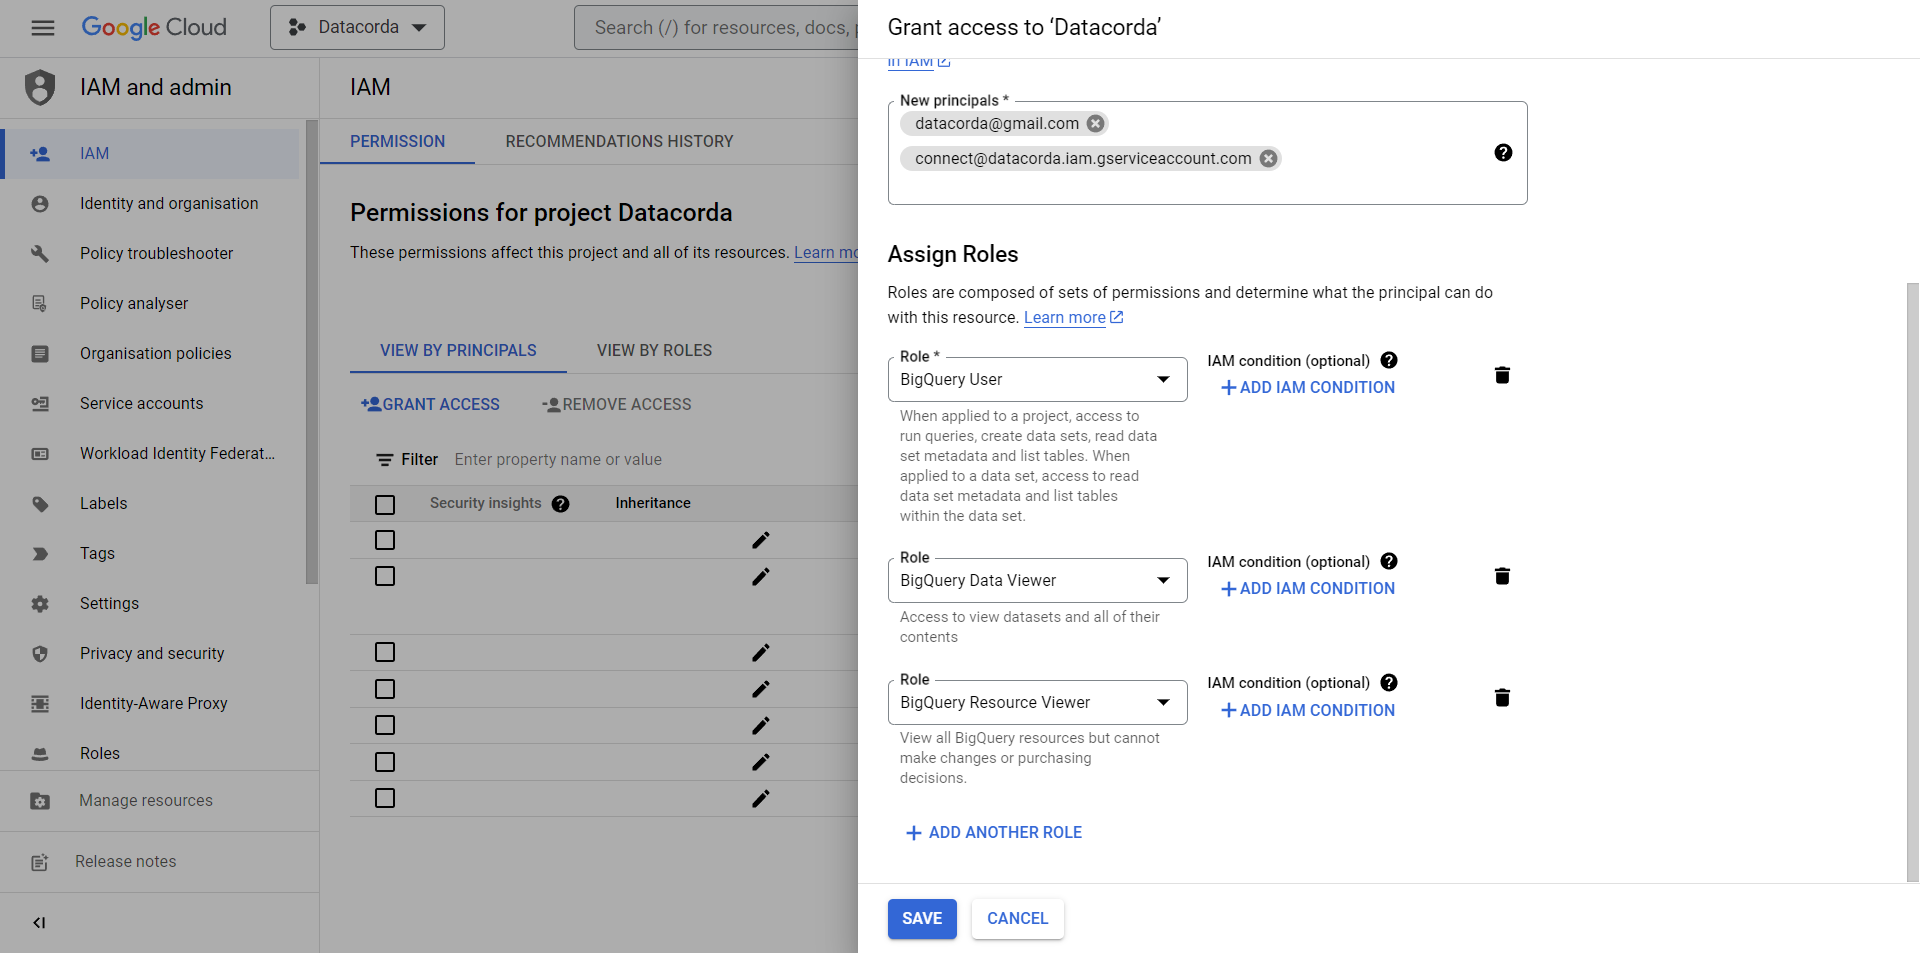 Google Cloud
Datacorda
Search (/) for resources, docs,
IAM and admin
IAM
Identity and organisation
Policy troubleshooter
Policy analyser
Organisation policies
Service accounts
Workload Identity Federat...
Labels
Tags
Settings
Privacy and security
Identity-Aware Proxy
Roles
Manage resources
Release notes
IAM
PERMISSION
RECOMMENDATIONS HISTORY
Permissions for project Datacorda
These permissions affect this project and all of its resources. Learn mo
VIEW BY PRINCIPALS
VIEW BY ROLES
GRANT ACCESS
REMOVE ACCESS
Filter Enter property name or value
Security insights
Inheritance
Grant access to ‘Datacorda’
in IAM
New principals *
datacorda@gmail.com
connect@datacorda.iam.gserviceaccount.com
Assign Roles
Roles are composed of sets of permissions and determine what the principal can do
with this resource. Learn more
Role *
BigQuery User
IAM condition (optional)
ADD IAM CONDITION
When applied to a project, access to
run queries, create data sets, read data
set metadata and list tables. When
applied to a data set, access to read
data set metadata and list tables
within the data set.
Role
BigQuery Data Viewer
IAM condition (optional)
ADD IAM CONDITION
Access to view datasets and all of their
contents
Role
BigQuery Resource Viewer
IAM condition (optional)
ADD IAM CONDITION
View all BigQuery resources but cannot
make changes or purchasing
decisions.
ADD ANOTHER ROLE
SAVE
CANCEL